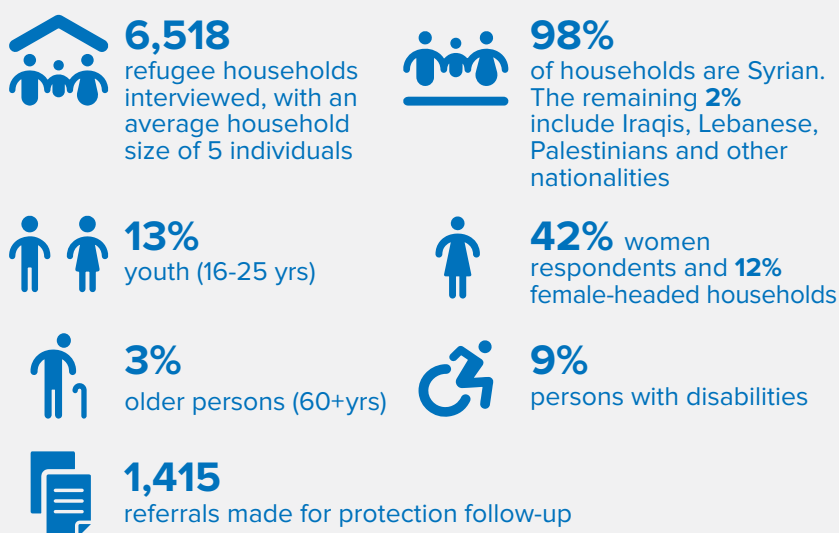 6,518
refugee households
interviewed, with an
average household
size of 5 individuals
98%
of households are Syrian.
The remaining 2%
include Iraqis, Lebanese,
Palestinians and other
nationalities
13%
youth (16-25 yrs)
42% women
respondents and 12%
female-headed households
3%
older persons (60+yrs)
9%
persons with disabilities
1,415
referrals made for protection follow-up